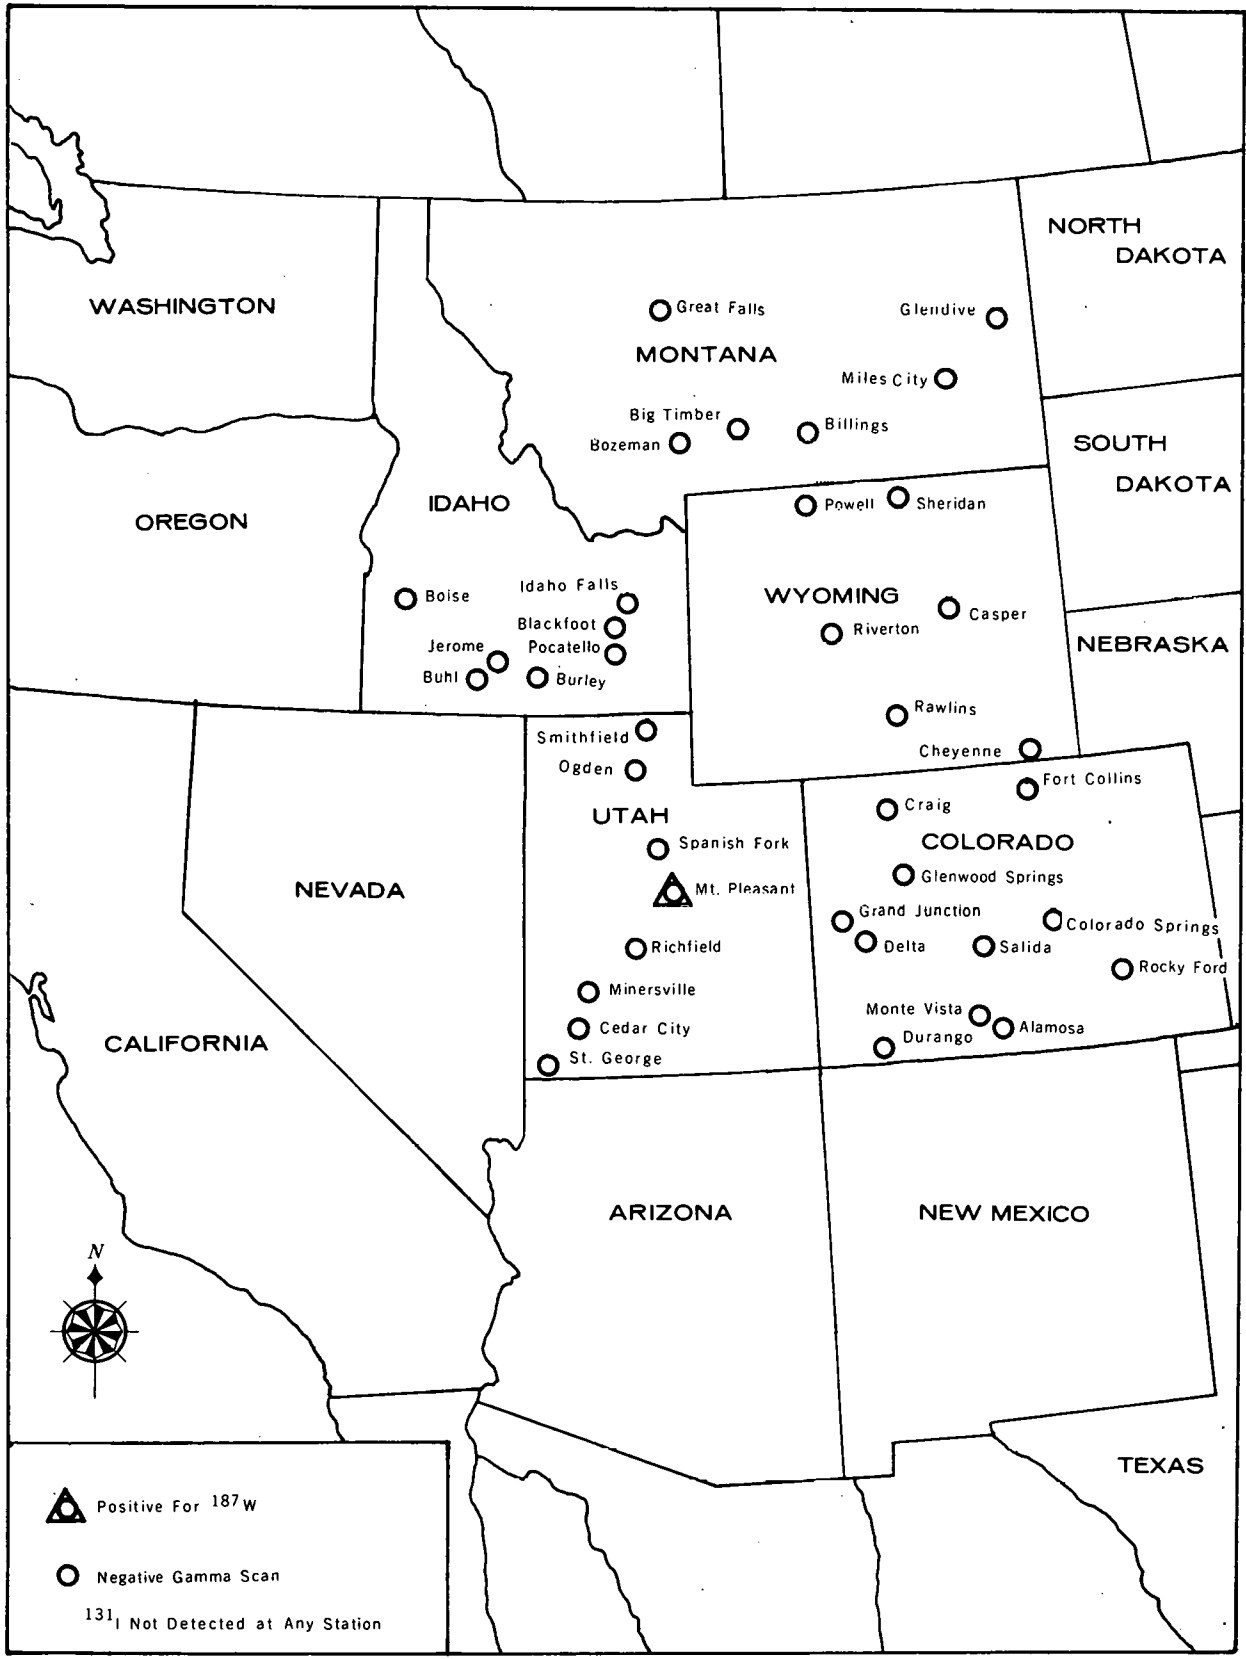 NORTH
DAKOTA
WASHINGTON
Great Falls
Glendive
MONTANA
Miles City
Big Timber
Billings
Bozeman
SOUTH
DAKOTA
IDAHO
Powell
Sheridan
OREGON
Boise
Idaho Falls
WYOMING
Casper
Blackfoot
Riverton
Jerome
Pocatello
NEBRASKA
Buhl
Burley
Rawlins
Smithfield
Cheyenne
Ogden
Fort Collins
Craig
UTAH
Spanish Fork
COLORADO
Glenwood Springs
NEVADA
Mt. Pleasant
Grand Junction
Colorado Springs
Richfield
Delta
Salida
Rocky Ford
Minersville
Monte Vista
Cedar City
Alamosa
Durango
CALIFORNIA
St. George
ARIZONA
NEW MEXICO
N
TEXAS
Positive For 187W
Negative Gamma Scan
131I Not Detected at Any Station